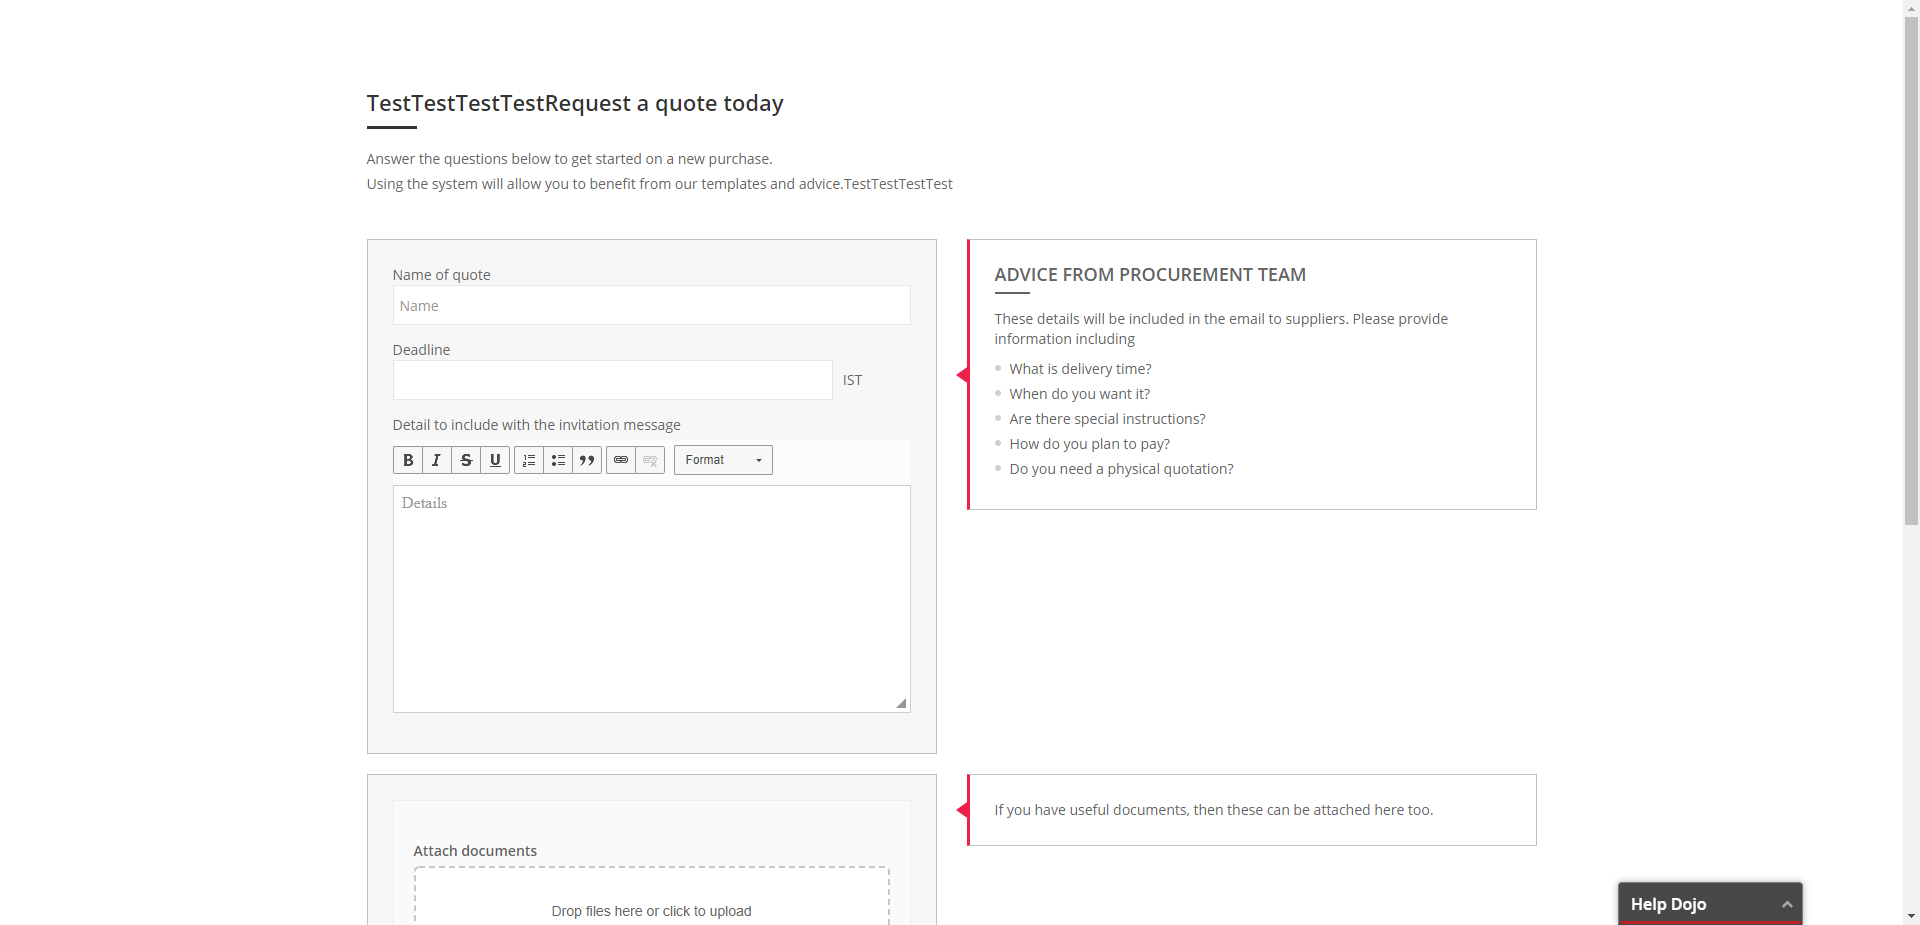 TestTestTestTestRequest a quote today
Answer the questions below to get started on a new purchase.
Using the system will allow you to benefit from our templates and advice.TestTestTestTest
Name of quote
Name
Deadline
IST
Detail to include with the invitation message
B I S U Format
Details
ADVICE FROM PROCUREMENT TEAM
These details will be included in the email to suppliers. Please provide
information including
What is delivery time?
When do you want it?
Are there special instructions?
How do you plan to pay?
Do you need a physical quotation?
Attach documents
Drop files here or click to upload
If you have useful documents, then these can be attached here too.
Help Dojo